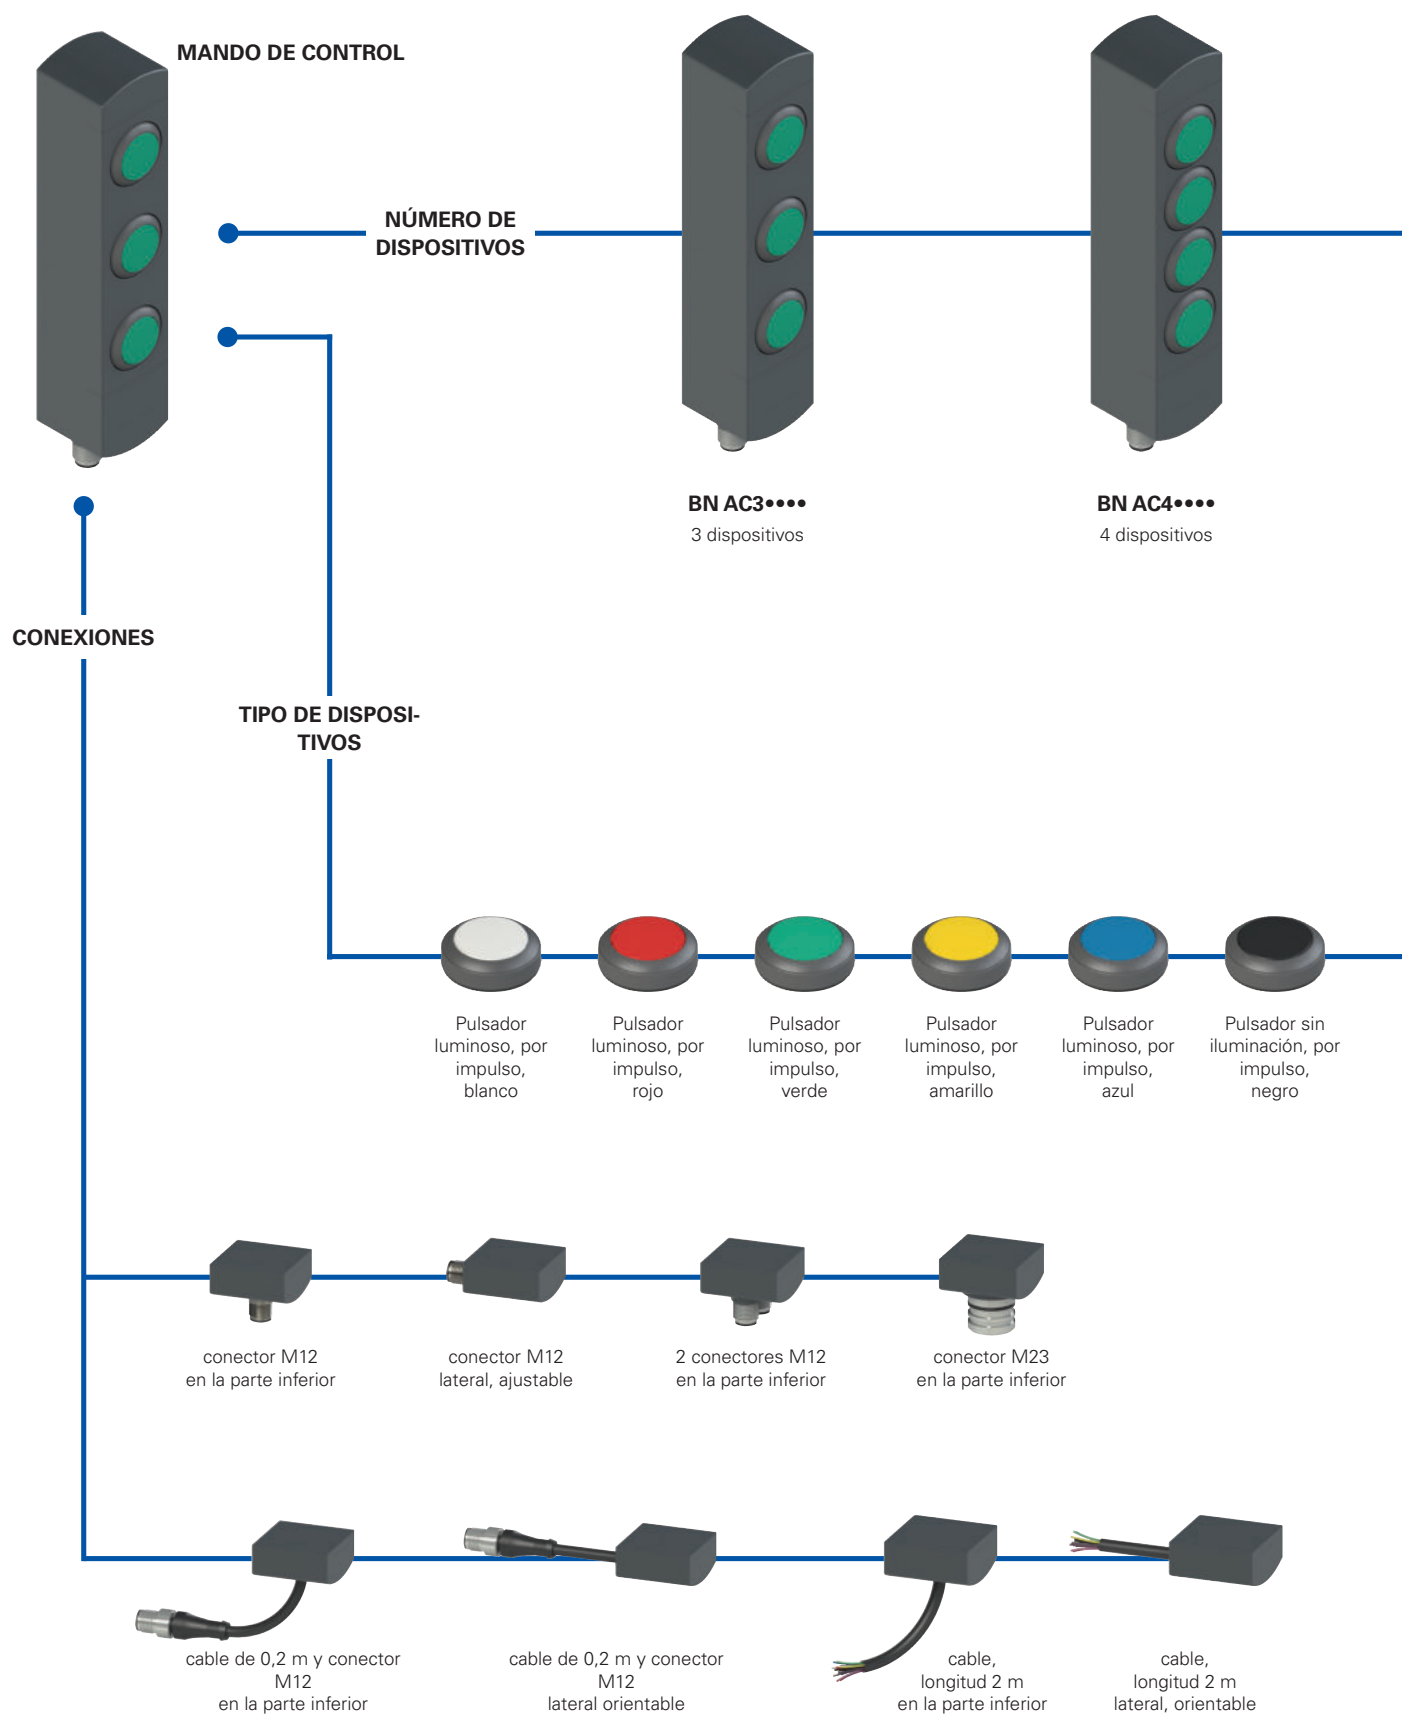 MANDO DE CONTROL
NÚMERO DE
DISPOSITIVOS
BN AC3••••
3 dispositivos
BN AC4••••
4 dispositivos
CONEXIONES
TIPO DE DISPOSI-
TIVOS
Pulsador
luminoso, por
impulso,
blanco
Pulsador
luminoso, por
impulso,
rojo
Pulsador
luminoso, por
impulso,
verde
Pulsador
luminoso, por
impulso,
amarillo
Pulsador
luminoso, por
impulso,
azul
Pulsador sin
iluminación, por
impulso,
negro
conector M12
en la parte inferior
conector M12
lateral, ajustable
2 conectores M12
en la parte inferior
conector M23
en la parte inferior
cable de 0,2 m y conector
M12
en la parte inferior
cable de 0,2 m y conector
M12
lateral orientable
cable,
longitud 2 m
en la parte inferior
cable,
longitud 2 m
lateral, orientable